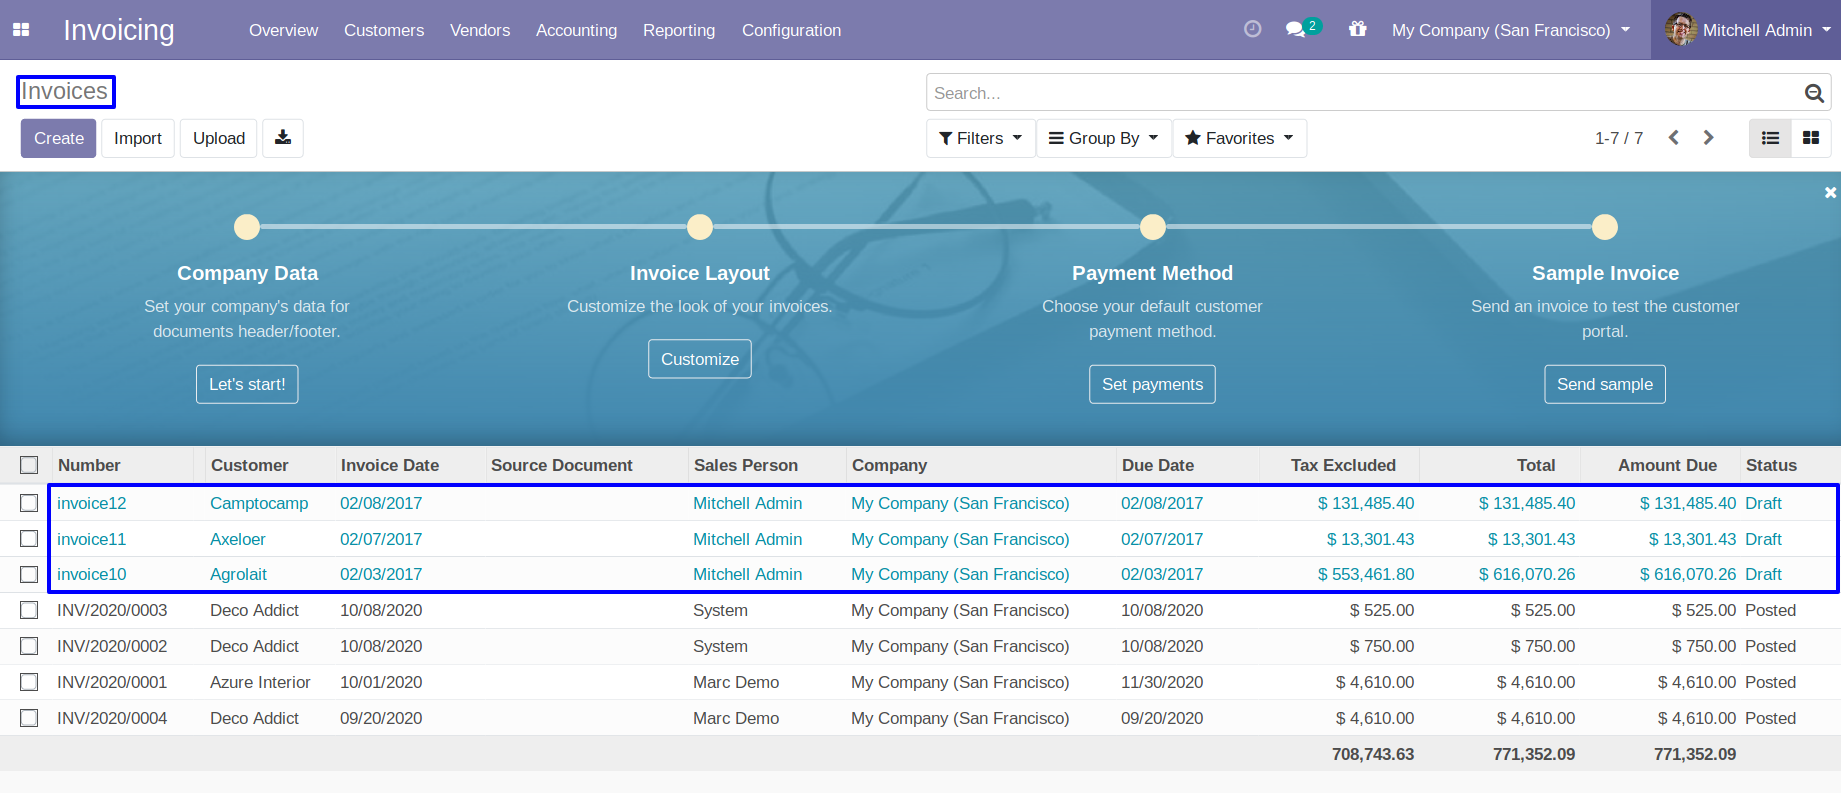 Invoicing Overview Customers Vendors Accounting Reporting Configuration 2 My Company (San Francisco) Mitchell Admin
Invoices Search...
Create Import Upload Filters Group By Favorites 1-7 / 7
Company Data Invoice Layout Payment Method Sample Invoice
Set your company's data for Customize the look of your invoices. Choose your default customer Send an invoice to test the customer
documents header/footer. payment method. portal.
Customize
Let's start! Set payments Send sample
Number Customer Invoice Date Source Document Sales Person Company Due Date Tax Excluded Total Amount Due Status
invoice12 Camptocamp 02/08/2017 Mitchell Admin My Company (San Francisco) 02/08/2017 $ 131,485.40 $ 131,485.40 $ 131,485.40 Draft
invoice11 Axeloer 02/07/2017 Mitchell Admin My Company (San Francisco) 02/07/2017 $ 13,301.43 $ 13,301.43 $ 13,301.43 Draft
invoice10 Agrolait 02/03/2017 Mitchell Admin My Company (San Francisco) 02/03/2017 $ 553,461.80 $ 616,070.26 $ 616,070.26 Draft
INV/2020/0003 Deco Addict 10/08/2020 System My Company (San Francisco) 10/08/2020 $ 525.00 $ 525.00 $ 525.00 Posted
INV/2020/0002 Deco Addict 10/08/2020 System My Company (San Francisco) 10/08/2020 $ 750.00 $ 750.00 $ 750.00 Posted
INV/2020/0001 Azure Interior 10/01/2020 Marc Demo My Company (San Francisco) 11/30/2020 $ 4,610.00 $ 4,610.00 $ 4,610.00 Posted
INV/2020/0004 Deco Addict 09/20/2020 Marc Demo My Company (San Francisco) 09/20/2020 $ 4,610.00 $ 4,610.00 $ 4,610.00 Posted
708,743.63 771,352.09 771,352.09